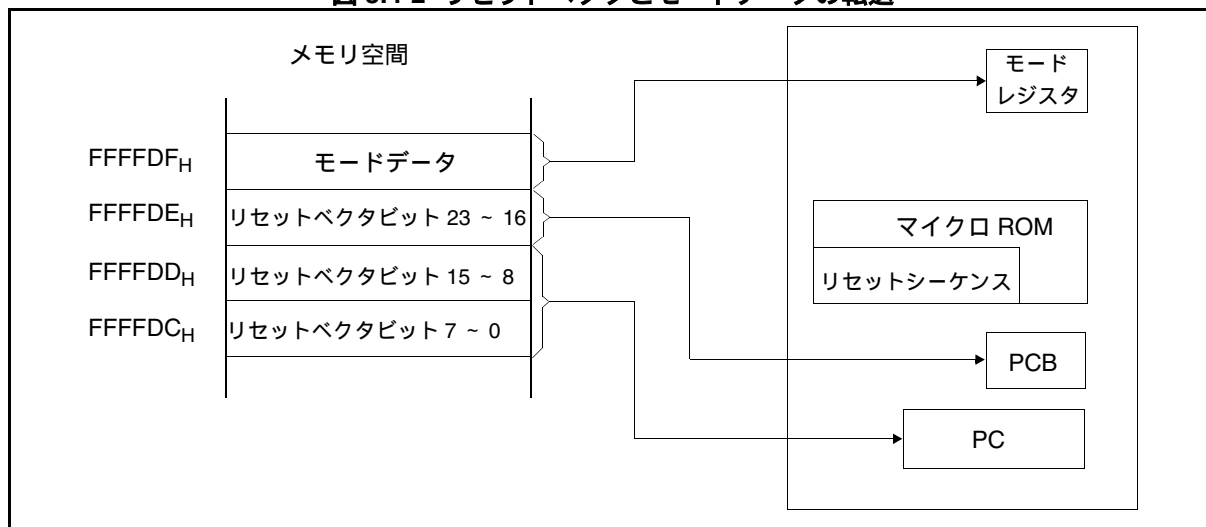 メモリ空間
FFFFDFH
モードデータ
FFFFDEH
リセットベクタビット 23 ~ 16
FFFFDDH
リセットベクタビット 15 ~ 8
FFFFDCH
リセットベクタビット 7 ~ 0
モード
レジスタ
マイクロ ROM
リセットシーケンス
PCB
PC